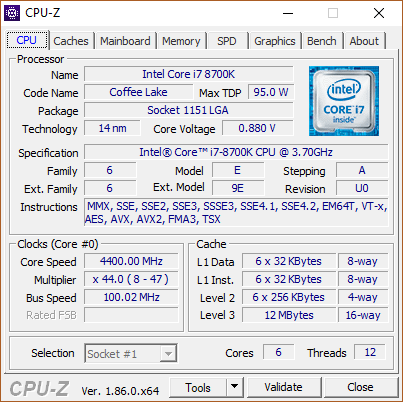 CPU-Z
CPU Caches Mainboard Memory SPD Graphics Bench About
Processor
Name Intel Core i7 8700K
Code Name Coffee Lake Max TDP 95.0 W
Package Socket 1151 LGA
Technology 14 nm Core Voltage 0.880 V
intel
CORE i7
inside™
Specification Intel® Core™ i7-8700K CPU @ 3.70GHz
Family 6 Model E Stepping A
Ext. Family 6 Ext. Model 9E Revision U0
Instructions MMX, SSE, SSE2, SSE3, SSSE3, SSE4.1, SSE4.2, EM64T, VT-x,
AES, AVX, AVX2, FMA3, TSX
Clocks (Core #0)
Core Speed 4400.00 MHz
Multiplier x 44.0 ( 8 - 47 )
Bus Speed 100.02 MHz
Rated FSB
Cache
L1 Data 6 x 32 KBytes 8-way
L1 Inst. 6 x 32 KBytes 8-way
Level 2 6 x 256 KBytes 4-way
Level 3 12 MBytes 16-way
Selection Socket #1 Cores 6 Threads 12
CPU-Z Ver. 1.86.0.x64 Tools Validate Close